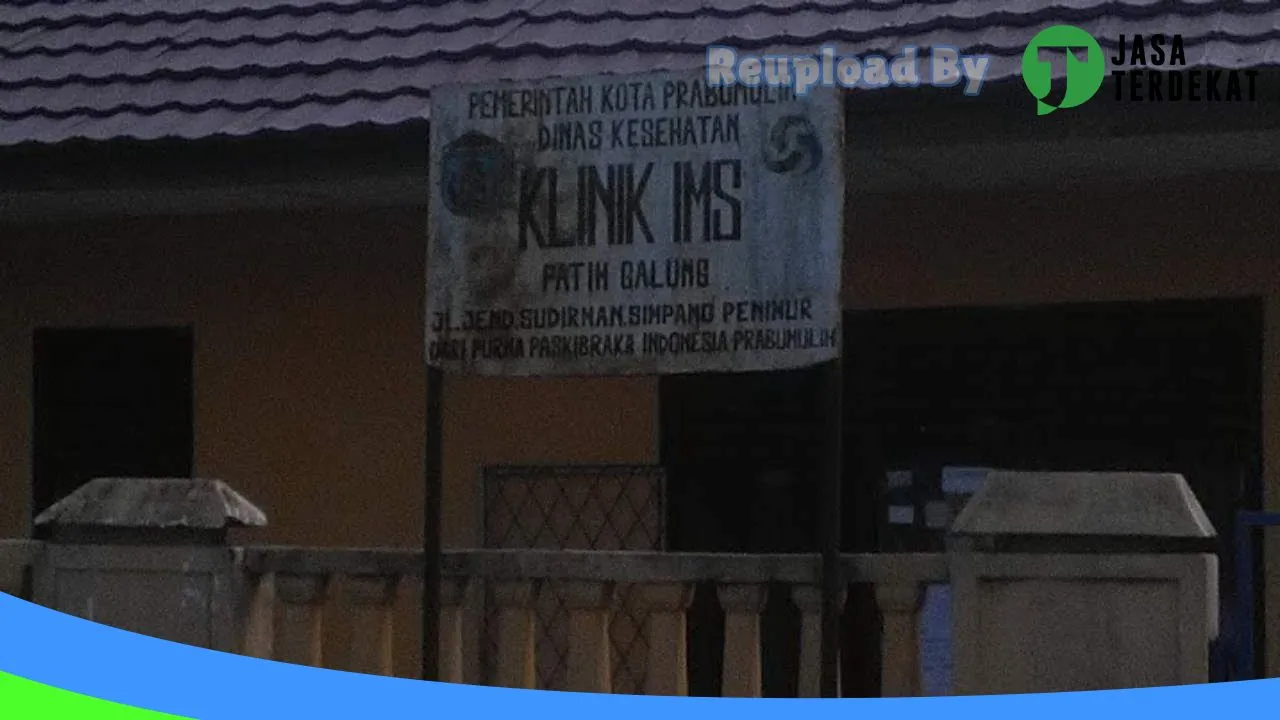 Reupload By
JASA
TERDEKAT
PEMERINTAH KOTA PRABUMULIH
DINAS KESEHATAN
KLINIK IMS
PATIH GALUNG
JL.JEND.SUDIRMAN.SIMPANG PENIMUR
DARI PURNA PASKIBRAKA INDONESIA PRABUMULIH